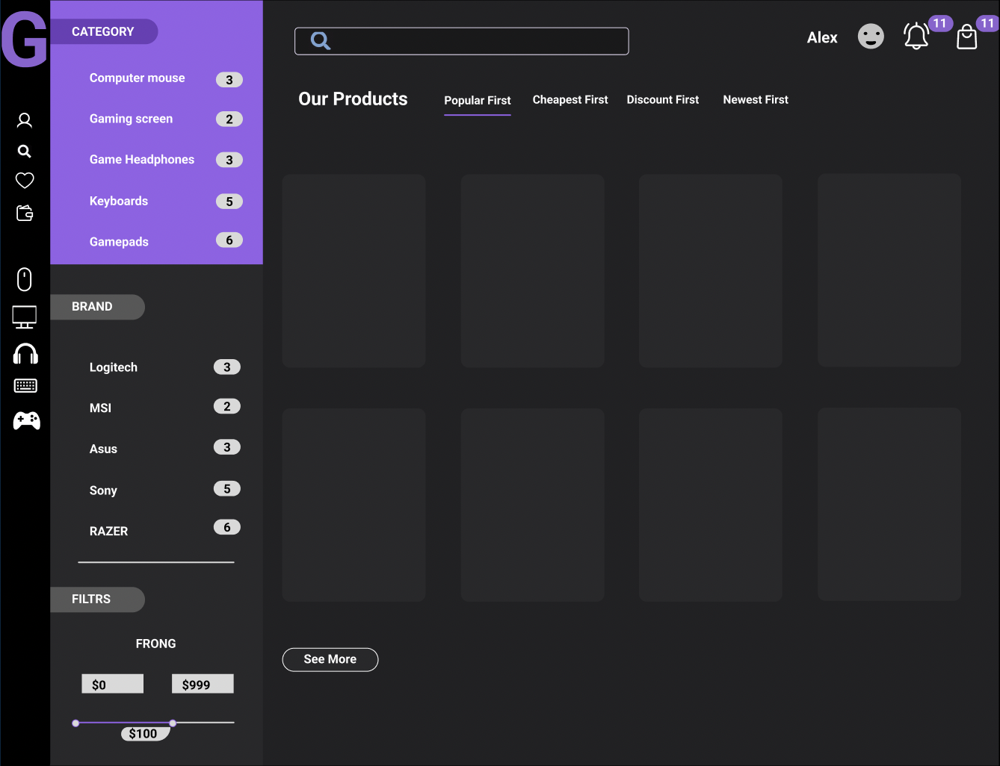 G
CATEGORY
Computer mouse 3
Gaming screen 2
Game Headphones 3
Keyboards 5
Gamepads 6
BRAND
Logitech 3
MSI 2
Asus 3
Sony 5
RAZER 6
FILTRS
FRONG
$0 $999
$100
Alex 11 11
Our Products Popular First Cheapest First Discount First Newest First
See More